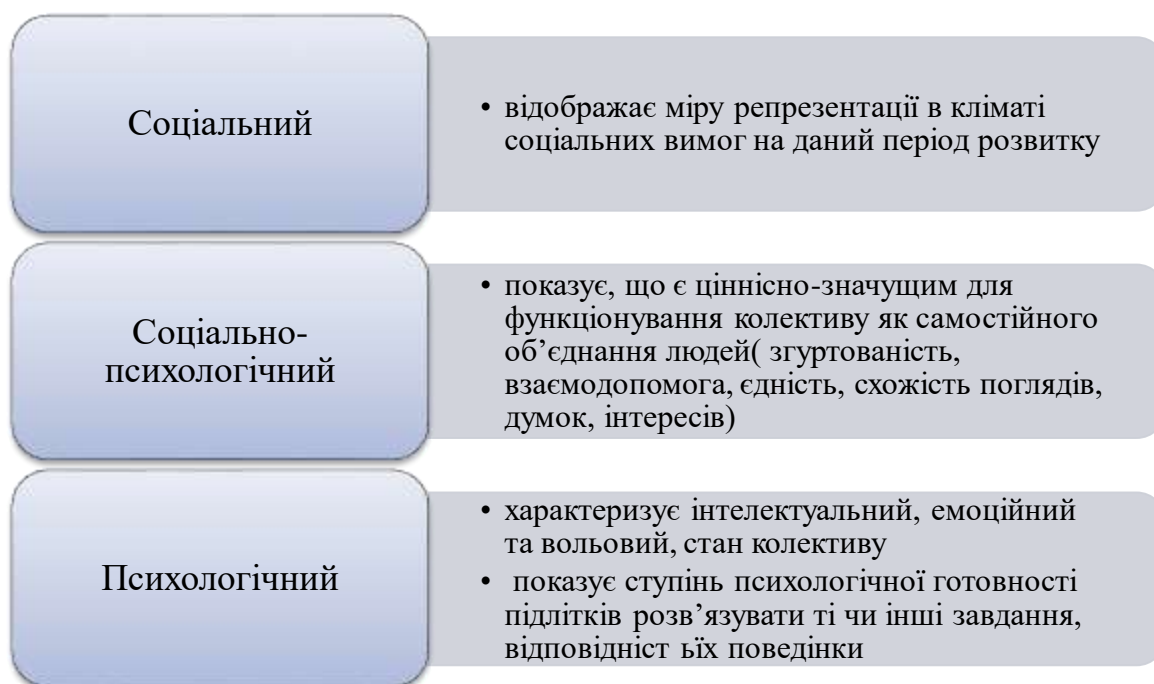 Соціальний
• відображає міру репрезентації в кліматі
соціальних вимог на даний період розвитку
Соціально-
психологічний
• показує, що є ціннісно-значущим для
функціонування колективу як самостійного
об’єднання людей( згуртованість,
взаємодопомога, єдність, схожість поглядів,
думок, інтересів)
Психологічний
• характеризує інтелектуальний, емоційний
та вольовий, стан колективу
• показує ступінь психологічної готовності
підлітків розв’язувати ті чи інші завдання,
відповідніст ьїх поведінки